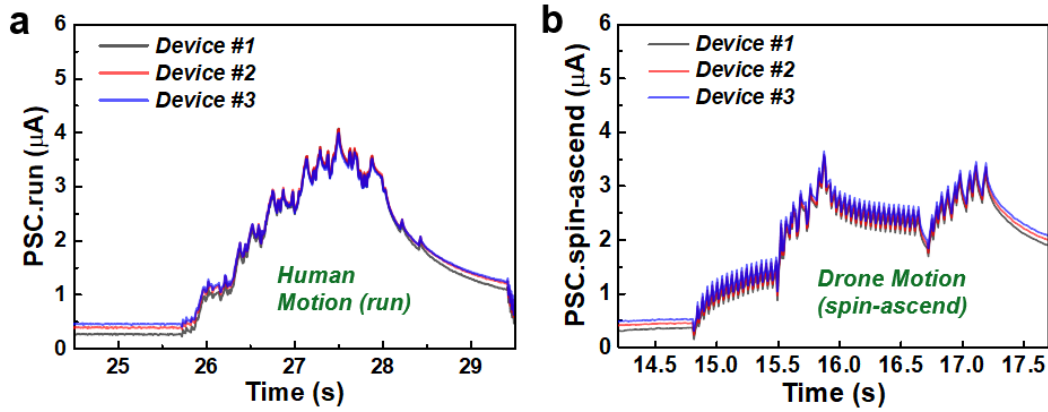 a
PSC.run (μA)
6
5
4
3
2
1
0
Device #1
Device #2
Device #3
Human
Motion (run)
25 26 27 28 29
Time (s)
b
PSC.spin-ascend (μA)
6
5
4
3
2
1
0
Device #1
Device #2
Device #3
Drone Motion
(spin-ascend)
14.5 15.0 15.5 16.0 16.5 17.0 17.5
Time (s)